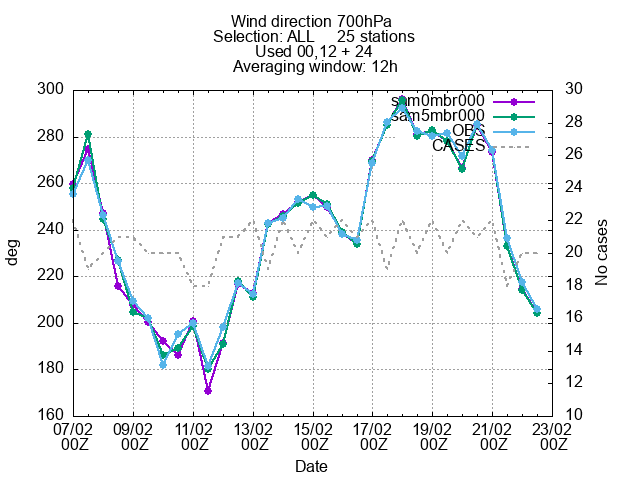 Wind direction 700hPa
Selection: ALL 25 stations
Used 00,12 + 24
Averaging window: 12h
sam0mbr000
sam5mbr000
OBS
CASES
300
280
260
240
220
200
180
160
30
28
26
24
22
20
18
16
14
12
10
deg
No cases
07/02 09/02 11/02 13/02 15/02 17/02 19/02 21/02 23/02
00Z 00Z 00Z 00Z 00Z 00Z 00Z 00Z 00Z
Date